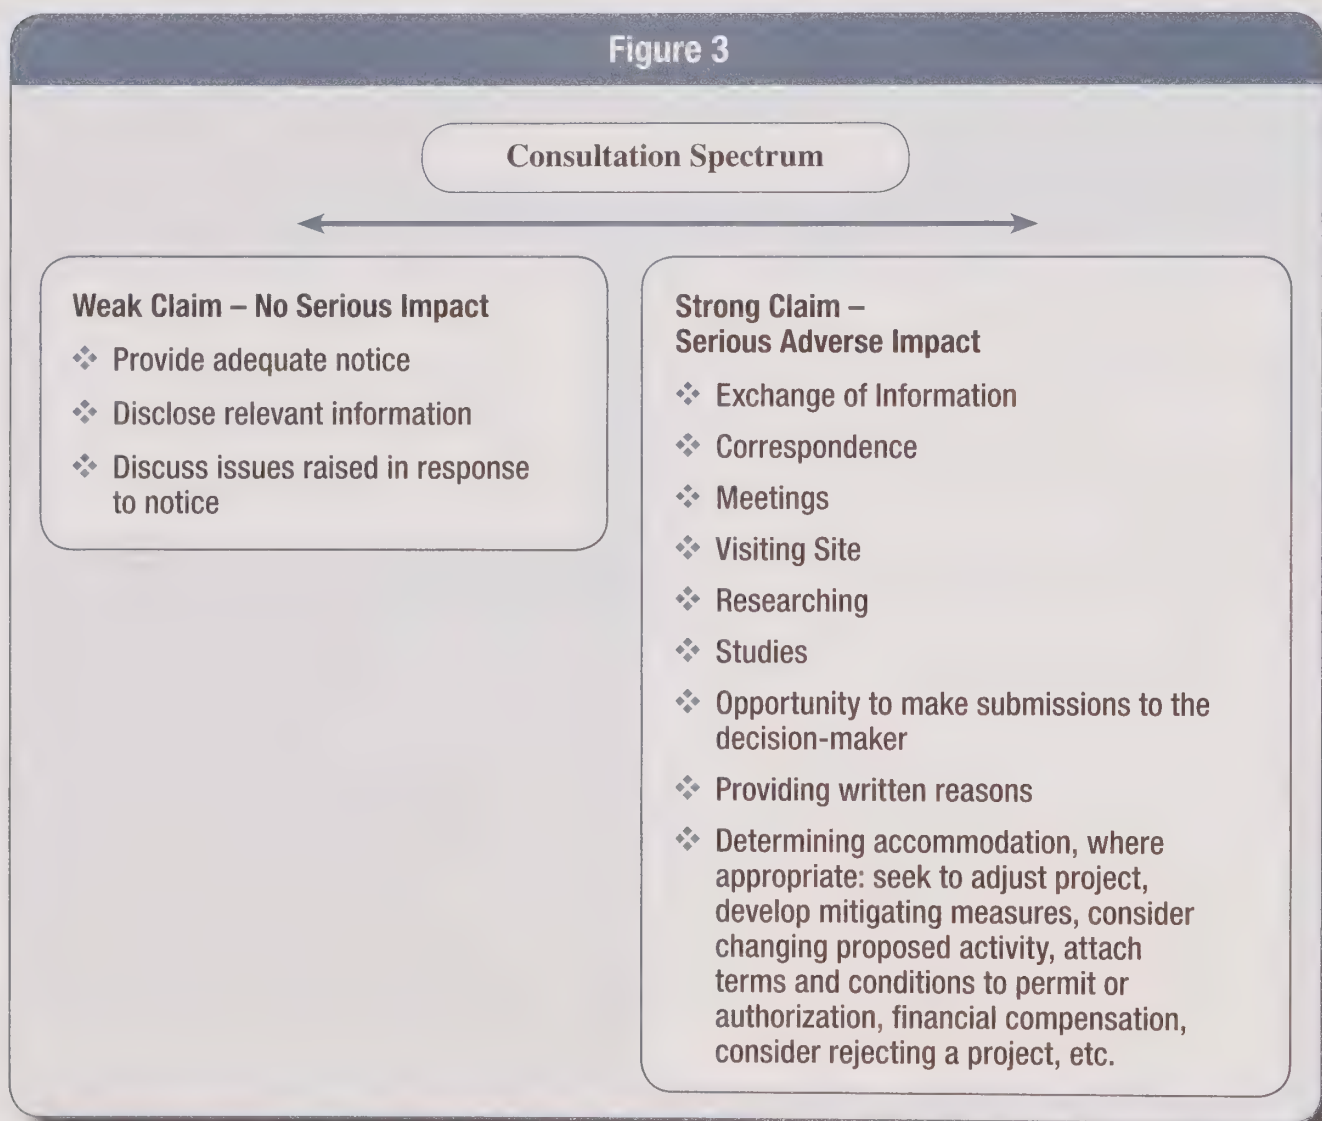 Figure 3
Consultation Spectrum
Weak Claim – No Serious Impact
❖ Provide adequate notice
❖ Disclose relevant information
❖ Discuss issues raised in response
to notice
Strong Claim –
Serious Adverse Impact
❖ Exchange of Information
❖ Correspondence
❖ Meetings
❖ Visiting Site
❖ Researching
❖ Studies
❖ Opportunity to make submissions to the
decision-maker
❖ Providing written reasons
❖ Determining accommodation, where
appropriate: seek to adjust project,
develop mitigating measures, consider
changing proposed activity, attach
terms and conditions to permit or
authorization, financial compensation,
consider rejecting a project, etc.